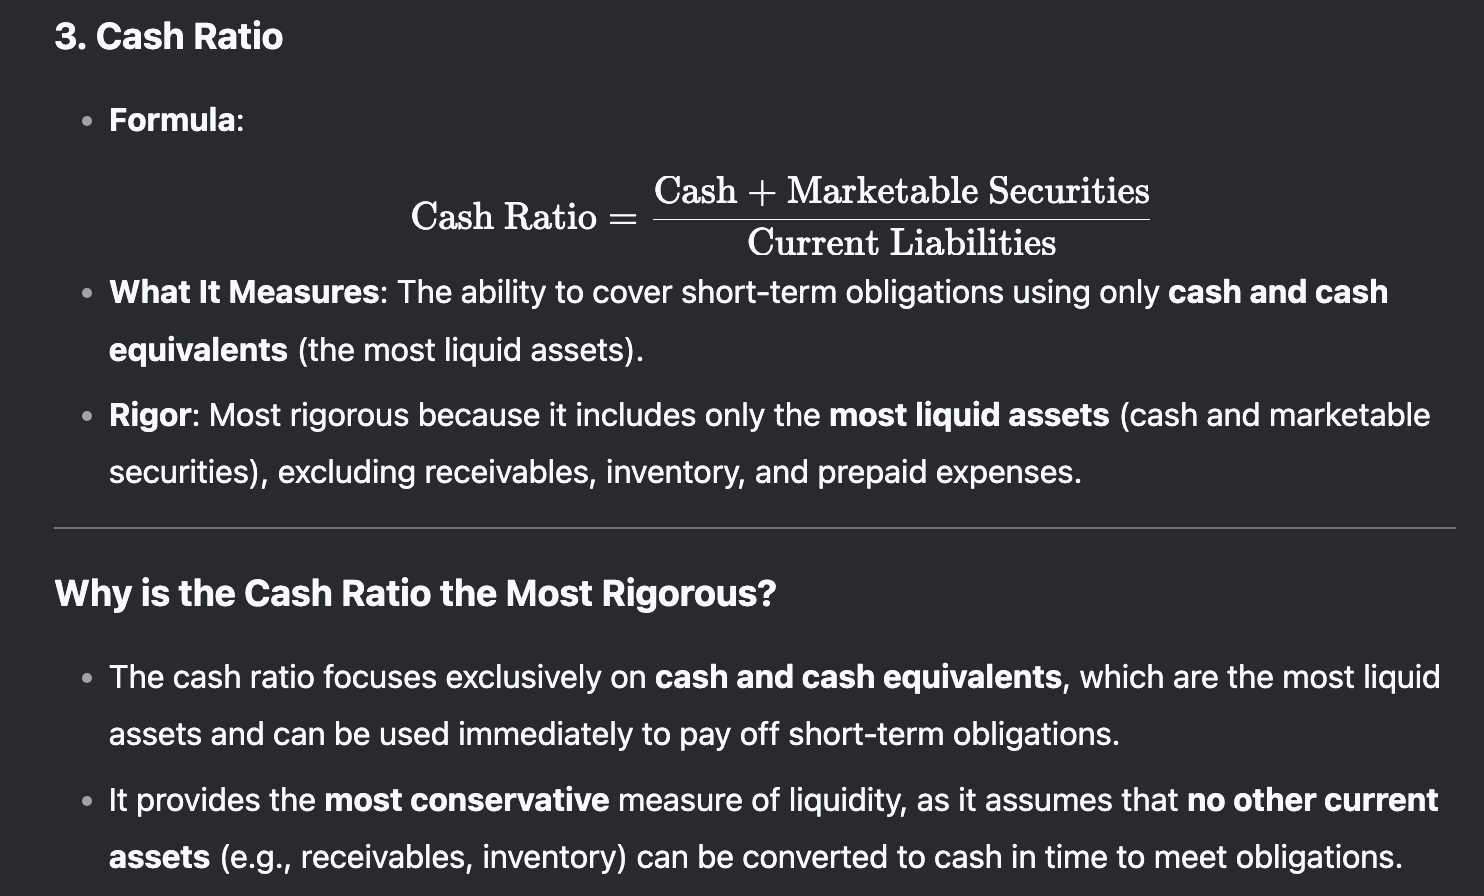 3. Cash Ratio
• Formula:
Cash Ratio = \frac{Cash + Marketable Securities}{Current Liabilities}
• What It Measures: The ability to cover short-term obligations using only cash and cash
equivalents (the most liquid assets).
• Rigor: Most rigorous because it includes only the most liquid assets (cash and marketable
securities), excluding receivables, inventory, and prepaid expenses.
Why is the Cash Ratio the Most Rigorous?
• The cash ratio focuses exclusively on cash and cash equivalents, which are the most liquid
assets and can be used immediately to pay off short-term obligations.
• It provides the most conservative measure of liquidity, as it assumes that no other current
assets (e.g., receivables, inventory) can be converted to cash in time to meet obligations.